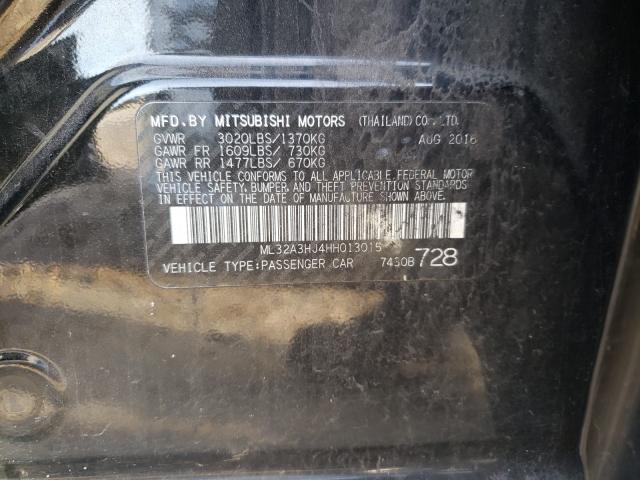 MFD.BY MITSUBISHI MOTORS (THAILAND) CO.,LTD.
GVWR 3020LBS/1370KG AUG 2016
GAWR FR 1609LBS/ 730KG
GAWR RR 1477LBS/ 670KG
THIS VEHICLE CONFORMS TO ALL APPLICABLE FEDERAL MOTOR
VEHICLE SAFETY, BUMPER, AND THEFT PREVENTION STANDARDS
IN EFFECT ON THE DATE OF MANUFACTURE SHOWN ABOVE.
ML32A3HJ4HH013015
VEHICLE TYPE:PASSENGER CAR 7430B 728